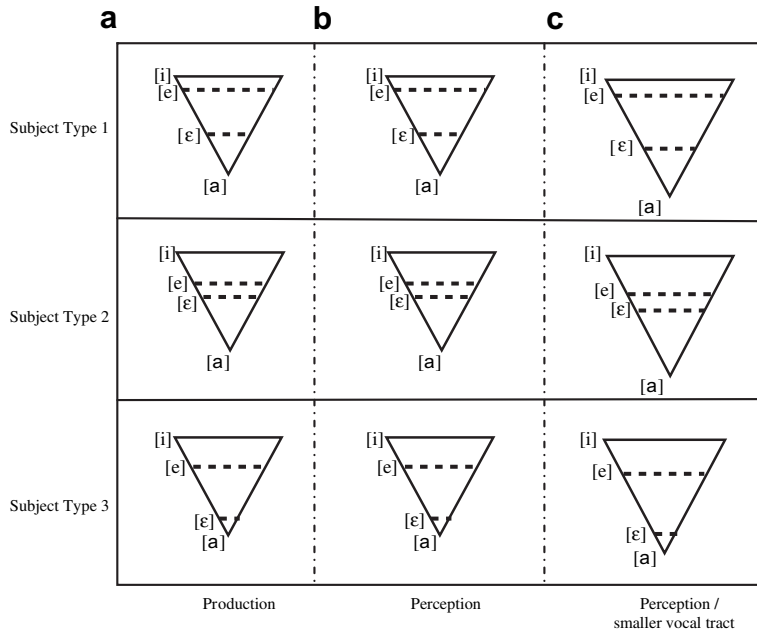 a b c
[i] [i] [i]
[e] [e] [e]
Subject Type 1 [ɛ] [ɛ] [ɛ]
[a] [a] [a]
[i] [i] [i]
[e] [e] [e]
[ɛ] [ɛ] [ɛ]
Subject Type 2
[a] [a] [a]
[i] [i] [i]
[e] [e] [e]
Subject Type 3
[ɛ] [ɛ] [ɛ]
[a] [a] [a]
Production Perception Perception /
smaller vocal tract